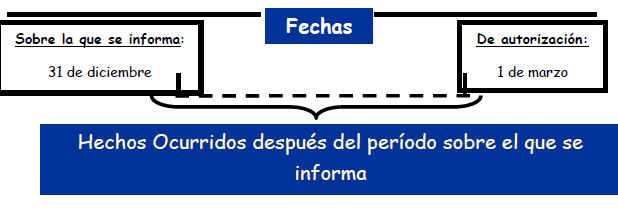 Fechas
Sobre la que se informa:
31 de diciembre
De autorización:
1 de marzo
Hechos Ocurridos después del período sobre el que se
informa